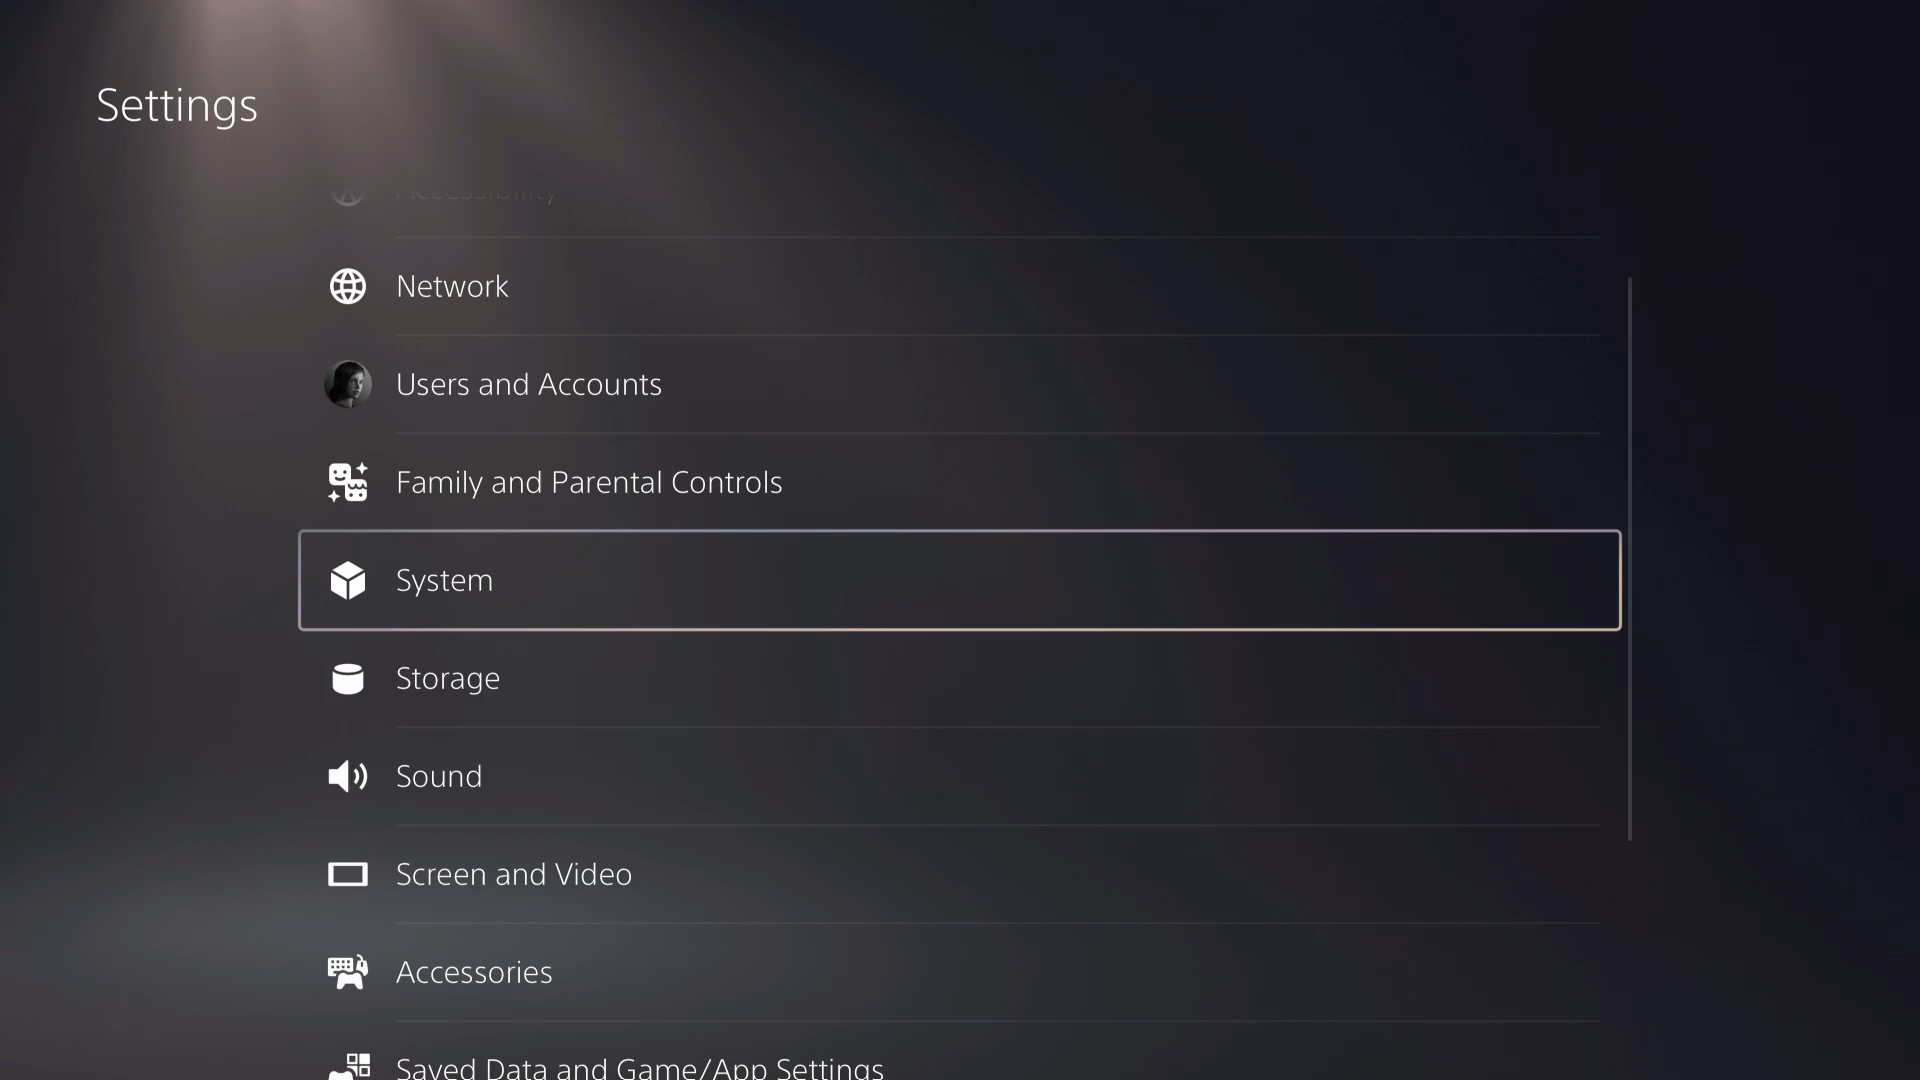 Settings
Accessibility
Network
Users and Accounts
Family and Parental Controls
System
Storage
Sound
Screen and Video
Accessories
Saved Data and Game/App Settings